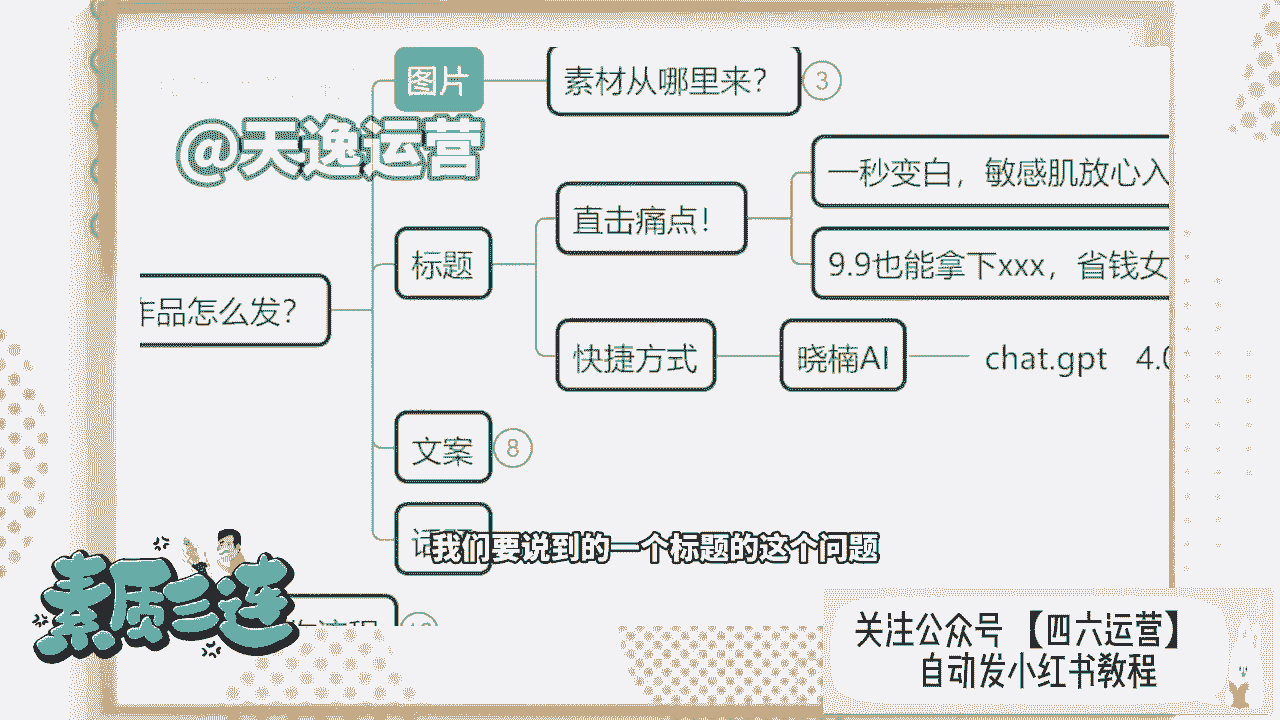 图片
素材从哪里来？
3
@天逸运营
一秒变白，敏感肌放心入
直击痛点！
标题
9.9也能拿下xxx，省钱女
作品怎么发？
快捷方式
晓楠AI
chat.gpt 4.0
文案
8
话题
我们要说到的一个标题的这个问题
素质三连
关注公众号【四六运营】
自动发小红书教程